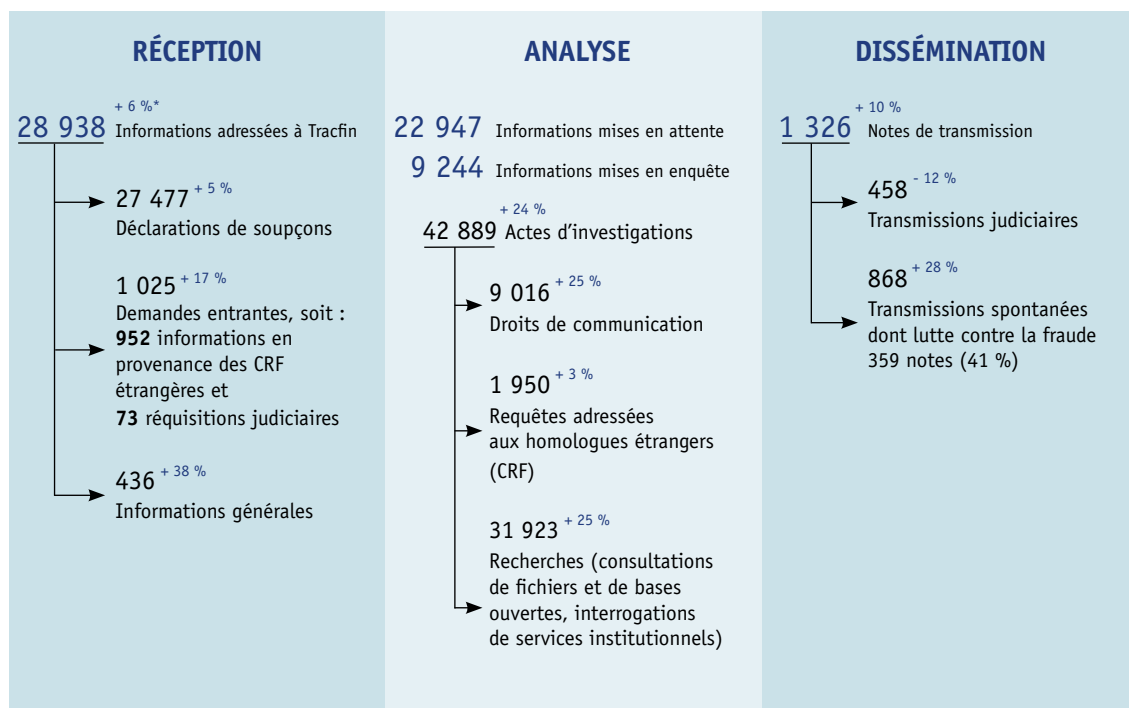 RÉCEPTION
+ 6 %*
28 938 Informations adressées à Tracfin
27 477 + 5 %
Déclarations de soupçons
1 025 + 17 %
Demandes entrantes, soit :
952 informations en
provenance des CRF
étrangères et
73 réquisitions judiciaires
436 + 38 %
Informations générales
ANALYSE
22 947 Informations mises en attente
9 244 Informations mises en enquête
+ 24 %
42 889 Actes d'investigations
9 016 + 25 %
Droits de communication
1 950 + 3 %
Requêtes adressées
aux homologues étrangers
(CRF)
31 923 + 25 %
Recherches (consultations
de fichiers et de bases
ouvertes, interrogations
de services institutionnels)
DISSÉMINATION
+ 10 %
1 326 Notes de transmission
458 - 12 %
Transmissions judiciaires
868 + 28 %
Transmissions spontanées
dont lutte contre la fraude
359 notes (41 %)